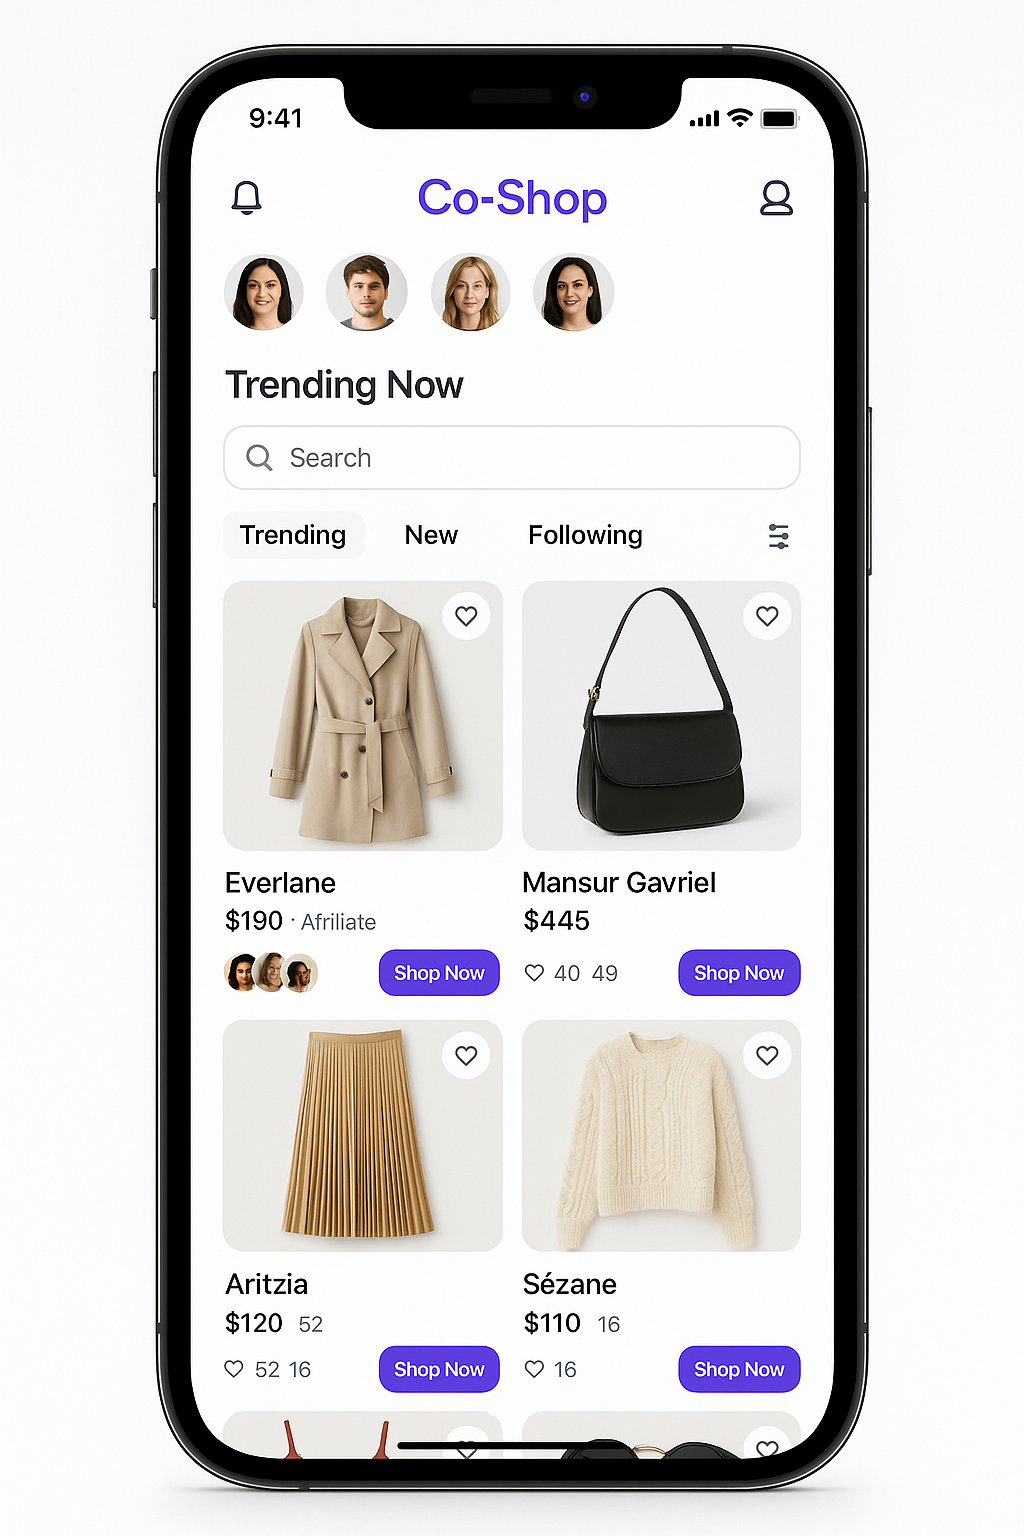 9:41
Co-Shop
Trending Now
Search
Trending New Following
Everlane
$190 · Afriliate
Shop Now
Mansur Gavriel
$445
40 49
Shop Now
Aritzia
$120 52
52 16
Shop Now
Sézane
$110 16
16
Shop Now